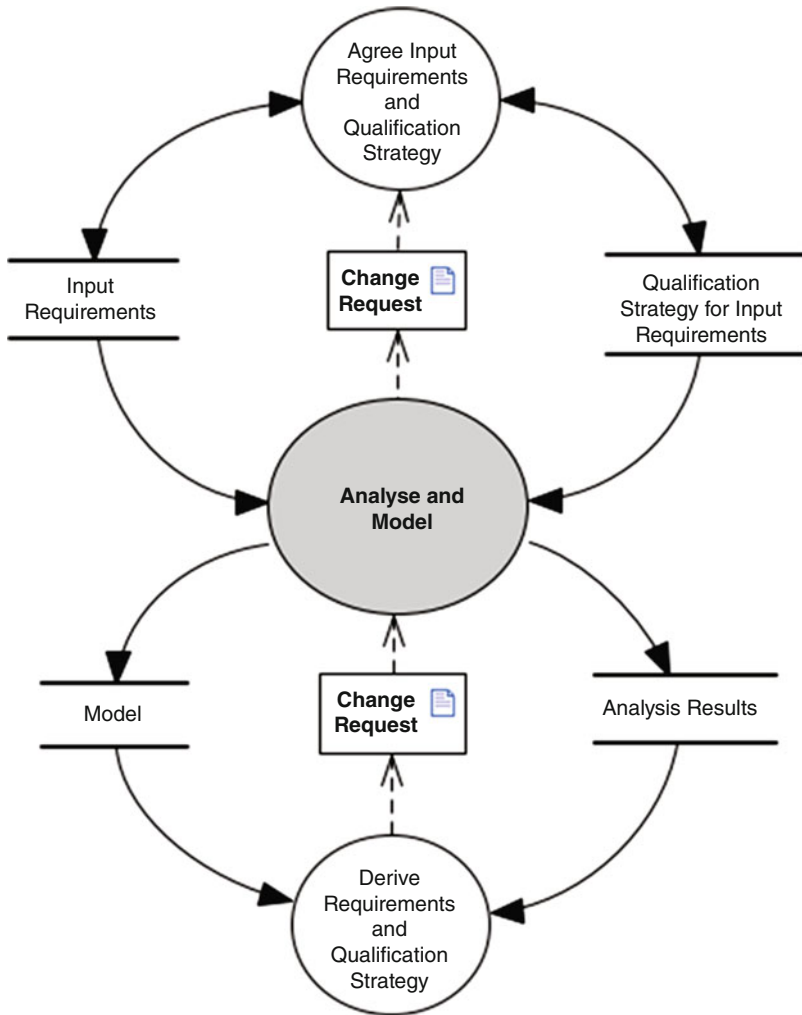 Agree Input
Requirements
and
Qualification
Strategy
Input
Requirements
Change
Request
Qualification
Strategy for Input
Requirements
Analyse and
Model
Model
Change
Request
Analysis Results
Derive
Requirements
and
Qualification
Strategy